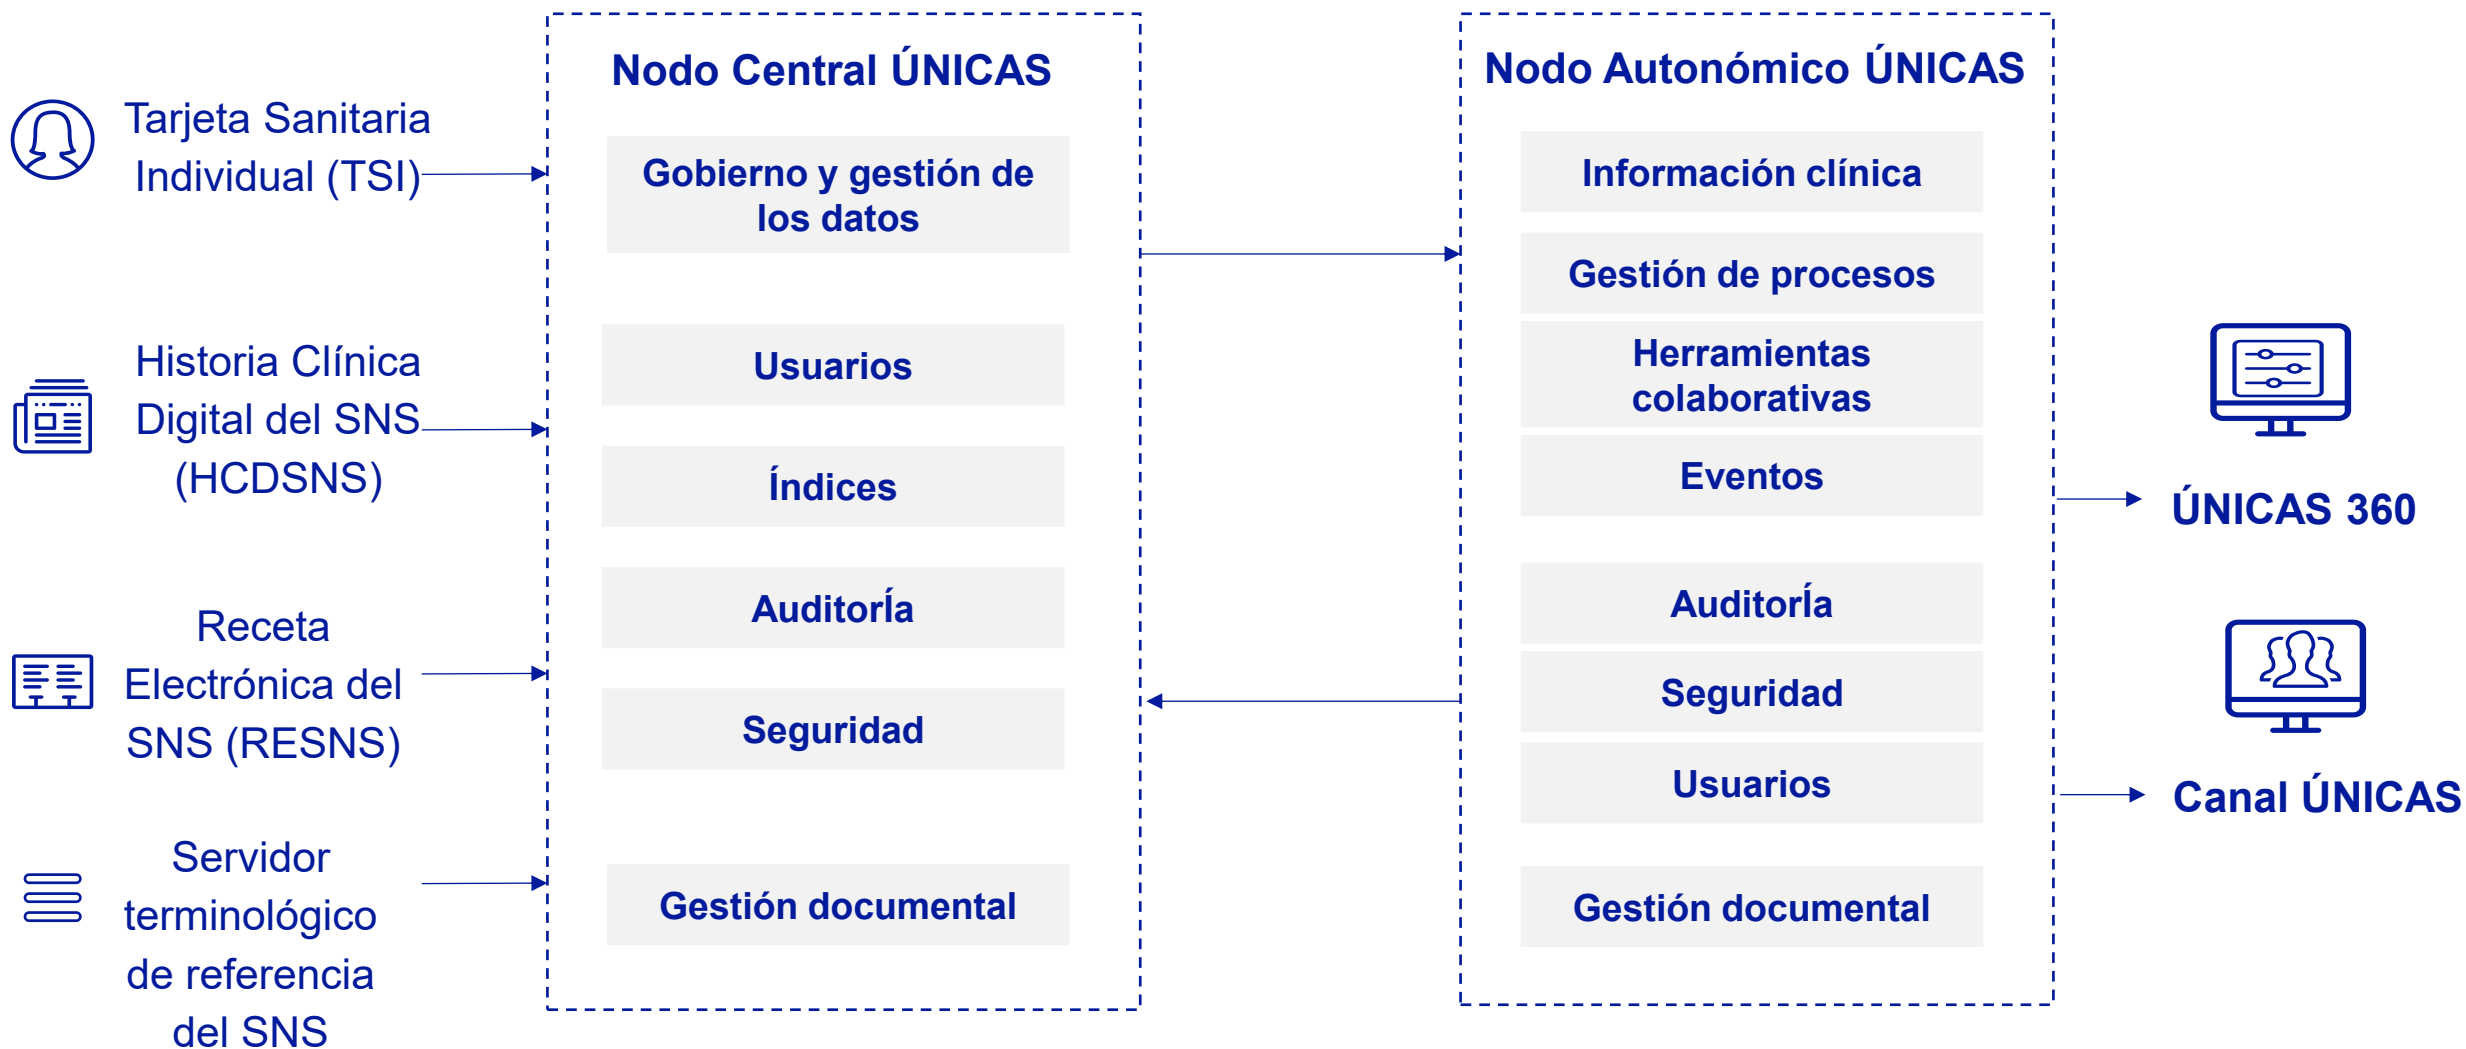 Tarjeta Sanitaria
Individual (TSI)
Historia Clínica
Digital del SNS
(HCDSNS)
Receta
Electrónica del
SNS (RESNS)
Servidor
terminológico
de referencia
del SNS
Nodo Central ÚNICAS
Gobierno y gestión de
los datos
Usuarios
Índices
AuditorÍa
Seguridad
Gestión documental
Nodo Autonómico ÚNICAS
Información clínica
Gestión de procesos
Herramientas
colaborativas
Eventos
AuditorÍa
Seguridad
Usuarios
Gestión documental
ÚNICAS 360
Canal ÚNICAS